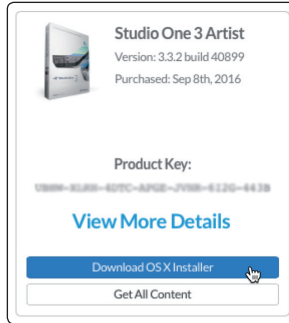 Studio One 3 Artist
Version: 3.3.2 build 40899
Purchased: Sep 8th, 2016
Product Key:
View More Details
Download OS X Installer
Get All Content